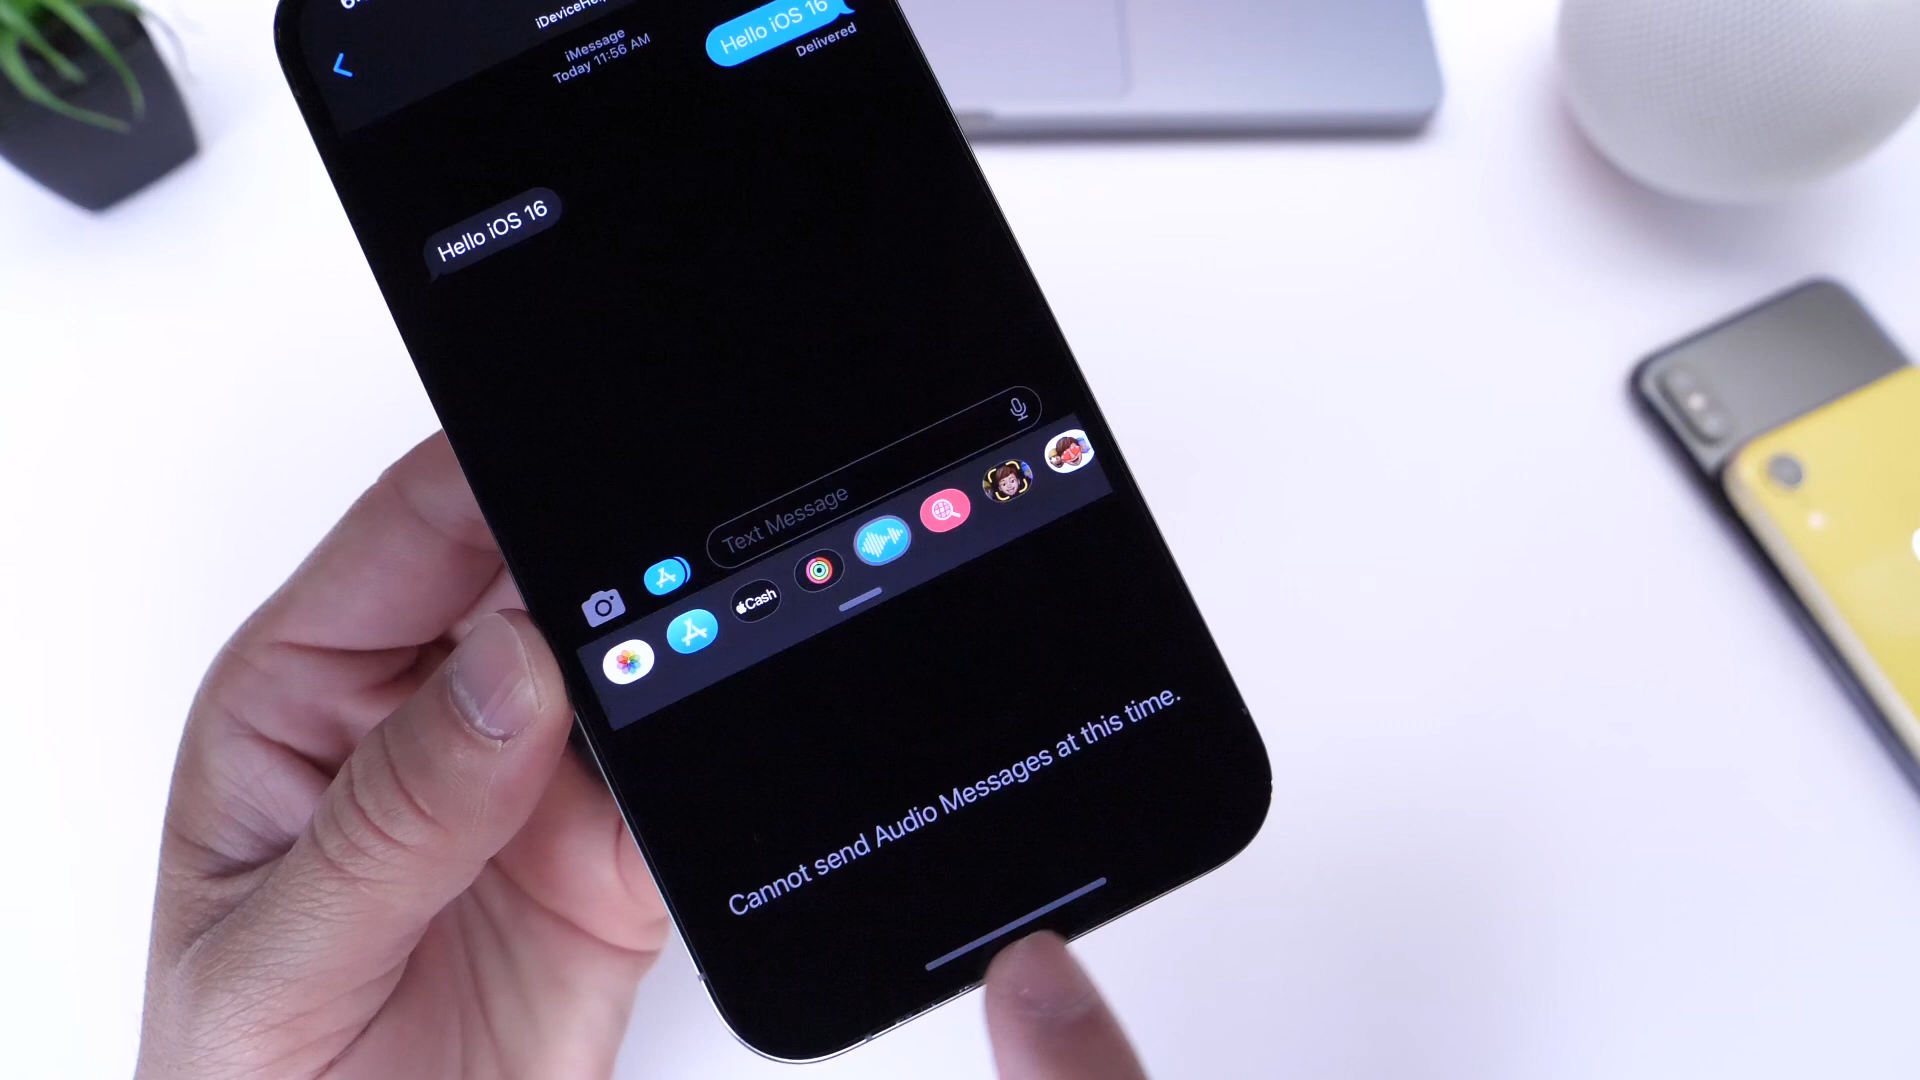 iMessage
Today 11:56 AM
Hello iOS 16
Delivered
Hello iOS 16
Text Message
Cash
Cannot send Audio Messages at this time.